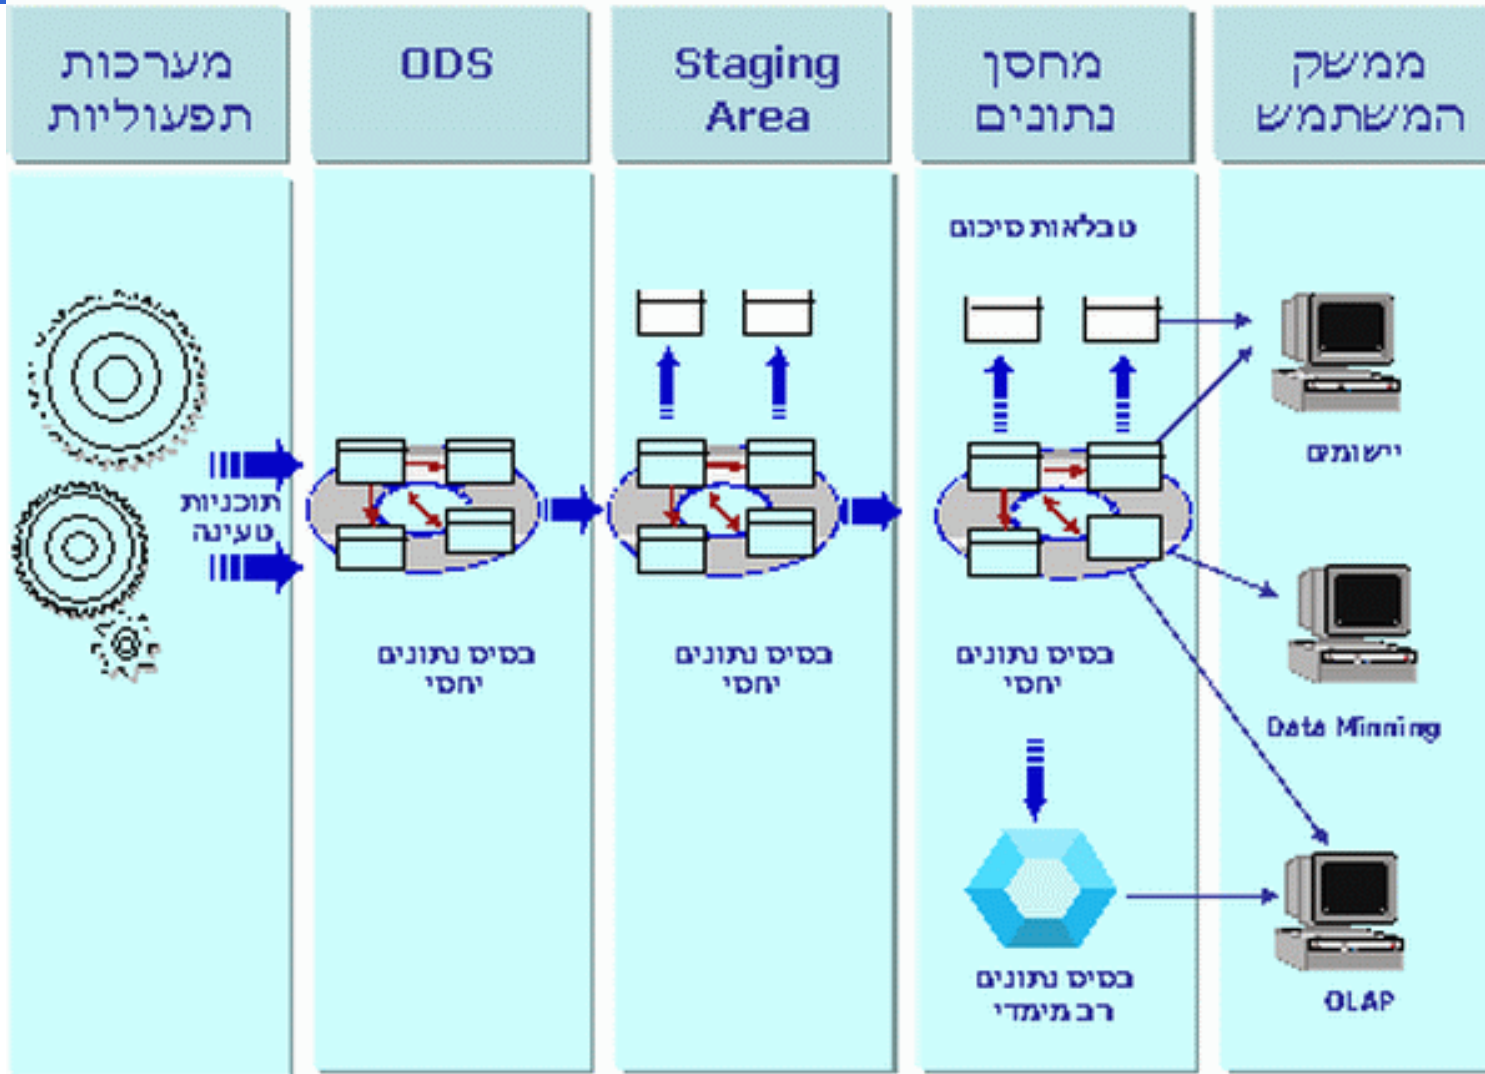 מערכות
תפעוליות
ODS
Staging
Area
מחסן
נתונים
ממשק
המשתמש
תוכניות
טעינה
בסיס נתונים
יחסי
בסיס נתונים
יחסי
טבלאות סיכום
בסיס נתונים
יחסי
בסיס נתונים
רב מימדי
יישומים
Data Minning
OLAP